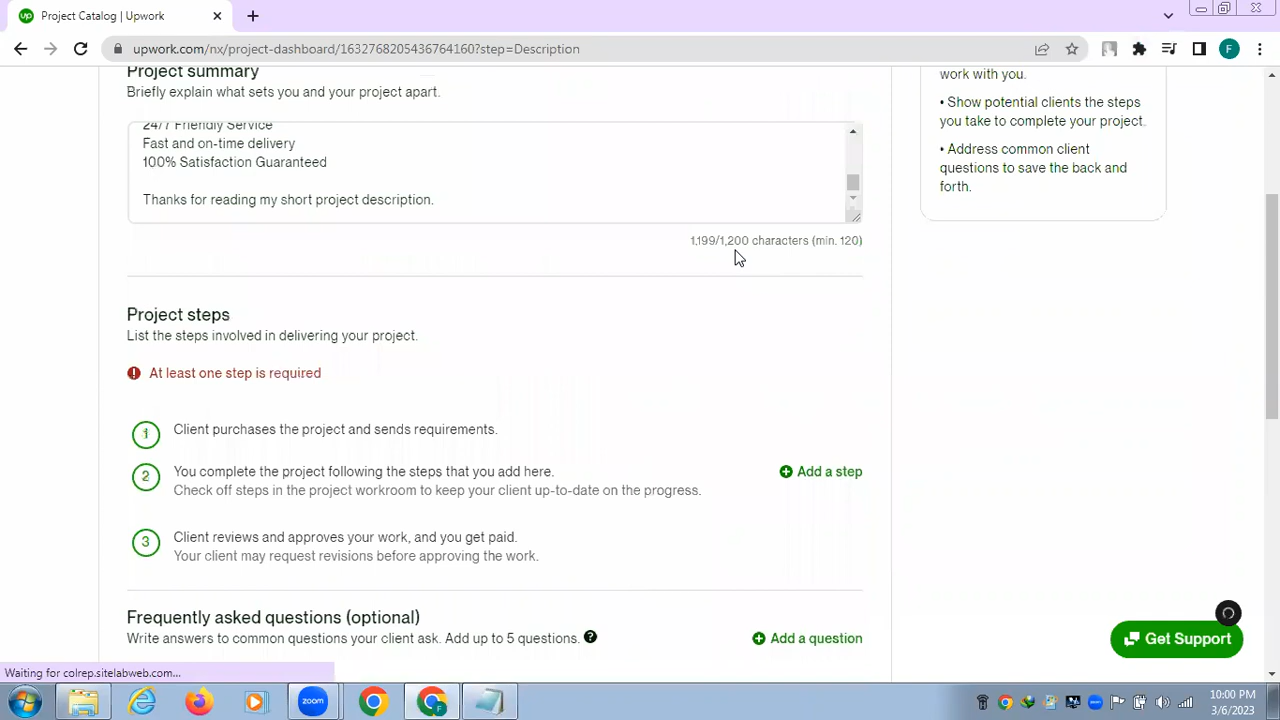 Project Catalog | Upwork
upwork.com/nx/project-dashboard/1632768205436764160?step=Description
F
Project summary
Briefly explain what sets you and your project apart.
24/7 Friendly Service
Fast and on-time delivery
100% Satisfaction Guaranteed
Thanks for reading my short project description.
1,199/1,200 characters (min. 120)
work with you.
• Show potential clients the steps
you take to complete your project.
• Address common client
questions to save the back and
forth.
Project steps
List the steps involved in delivering your project.
At least one step is required
1 Client purchases the project and sends requirements.
2 You complete the project following the steps that you add here.
Add a step
Check off steps in the project workroom to keep your client up-to-date on the progress.
3 Client reviews and approves your work, and you get paid.
Your client may request revisions before approving the work.
Frequently asked questions (optional)
Write answers to common questions your client ask. Add up to 5 questions.
Add a question
Get Support
Waiting for colrep.sitelabweb.com...
zoom
10:00 PM
3/6/2023